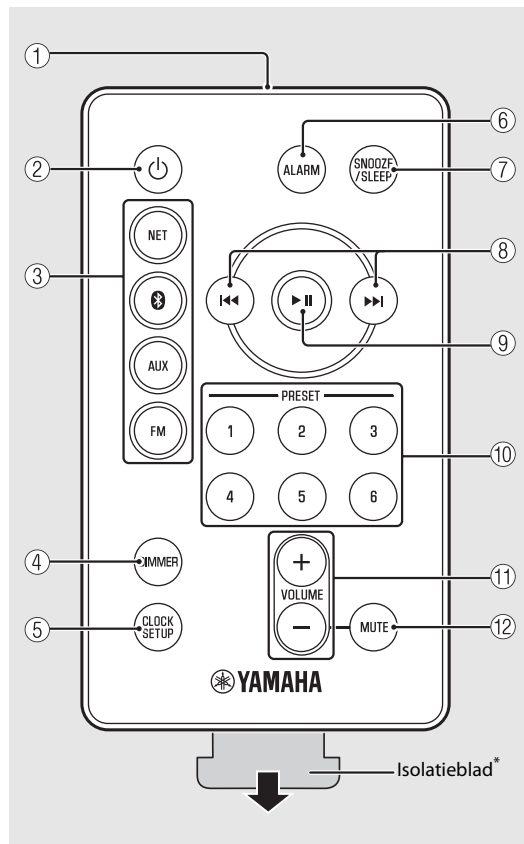 ①
⑥
②
ALARM
SNOOZE
/SLEEP
⑦
③
NET
⑧
AUX
⑨
FM
PRESET
1 2 3
⑩
4 5 6
④
DIMMER
⑪
+
VOLUME
−
⑤
CLOCK
SETUP
MUTE
⑫
YAMAHA
Isolatieblad*